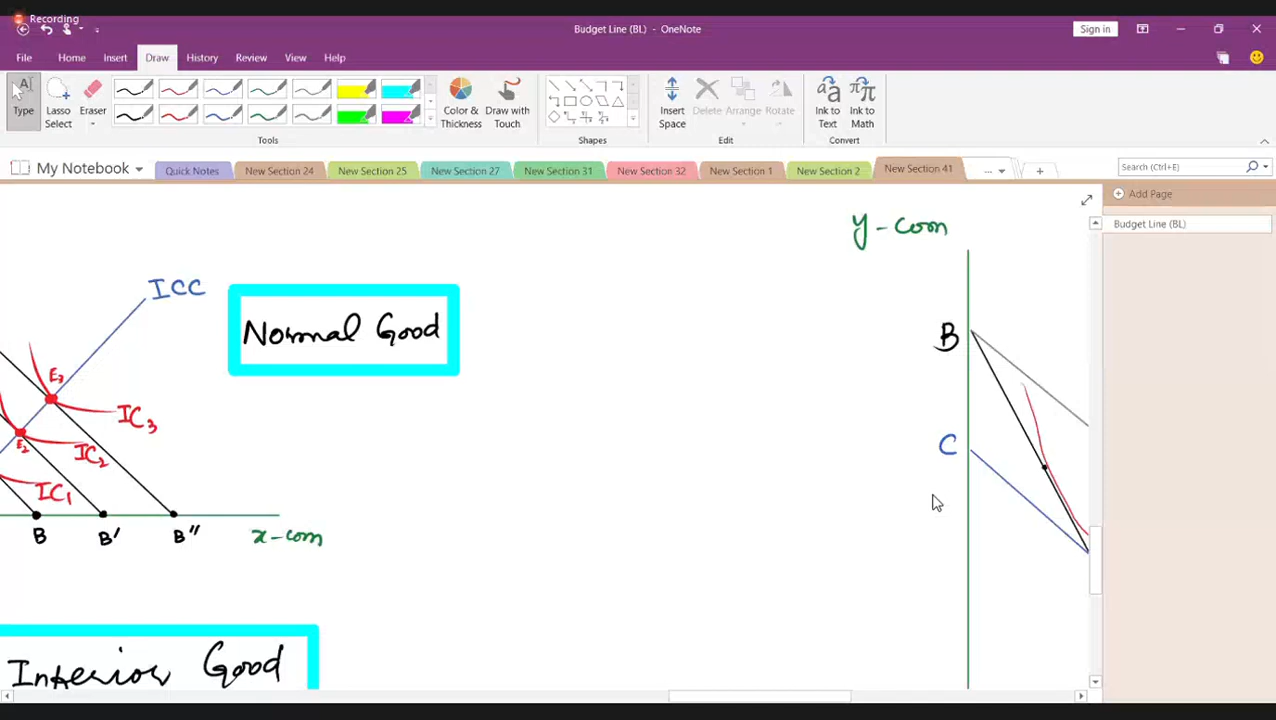 Recording
Budget Line (BL) - OneNote
Sign in
File Home Insert Draw History Review View Help
Type
Lasso Select
Eraser
Color & Thickness
Draw with Touch
Insert Space
Delete
Arrange
Rotate
Ink to Text
Ink to Math
Tools
Shapes
Edit
Convert
My Notebook
Quick Notes
New Section 24
New Section 25
New Section 27
New Section 31
New Section 32
New Section 1
New Section 2
New Section 41
...
Search (Ctrl+E)
Add Page
Budget Line (BL)
y - com
ICC
Normal Good
B
E3
IC3
E2
IC2
C
IC1
B B' B" x-com
Interior Good